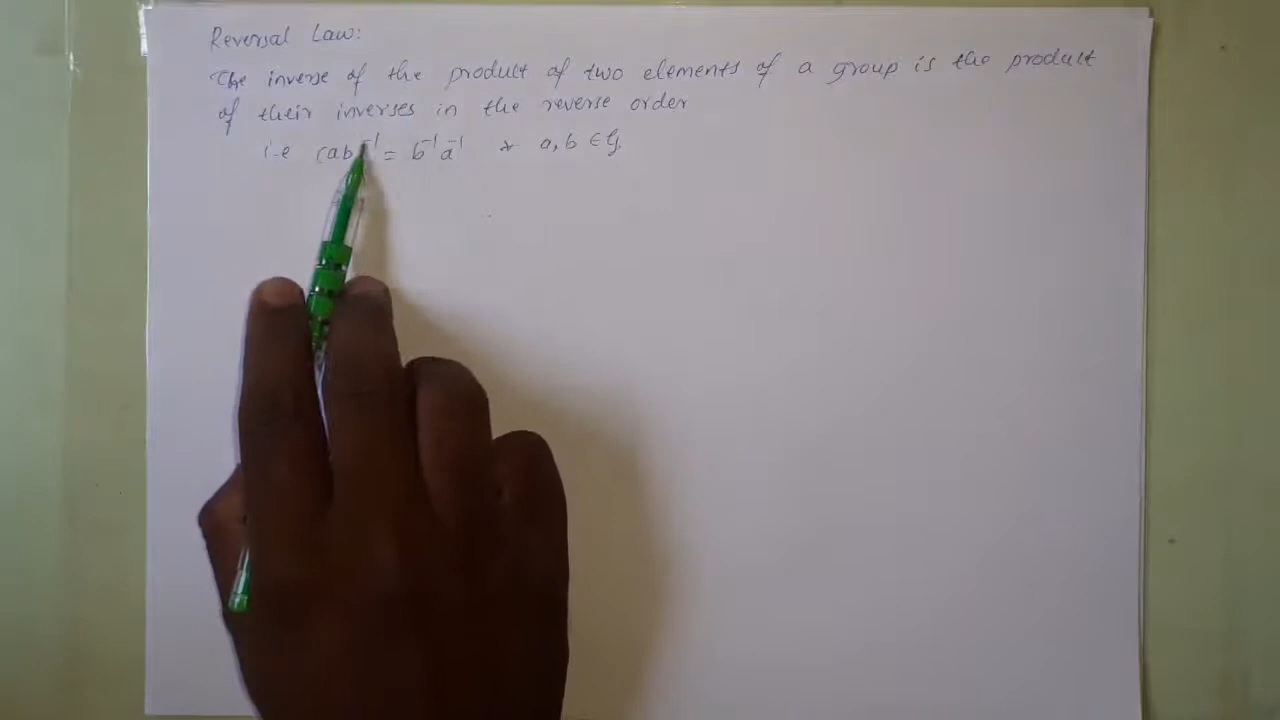 Reversal Law:
The inverse of the product of two elements of a group is the product
of their inverses in the reverse order
i.e (ab)⁻¹ = b⁻¹a⁻¹ ∀ a, b ∈ G